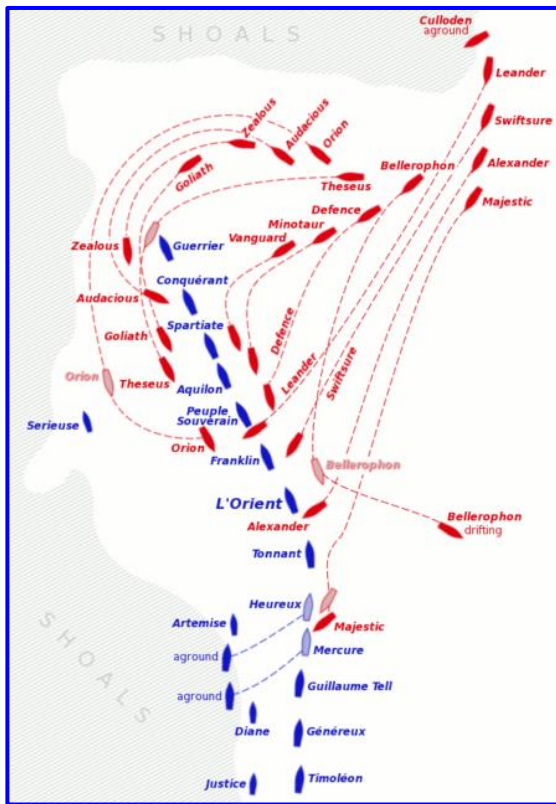 SHOALS
Culloden
aground
Leander
Swiftsure
Alexander
Majestic
Zealous
Audacious
Orion
Goliath
Theseus
Bellerophon
Defence
Minotaur
Vanguard
Guerrier
Zealous
Conquérant
Audacious
Spartiate
Goliath
Defence
Leander
Swiftsure
Orion
Theseus
Aquilon
Peuple
Souverain
Serieuse
Orion
Franklin
Bellerophon
L'Orient
Alexander
Bellerophon
drifting
Tonnant
Heureux
Artemise
Majestic
aground
Mercure
Guillaume Tell
aground
Diane
Généreux
Justice
Timoléon
SHOALS